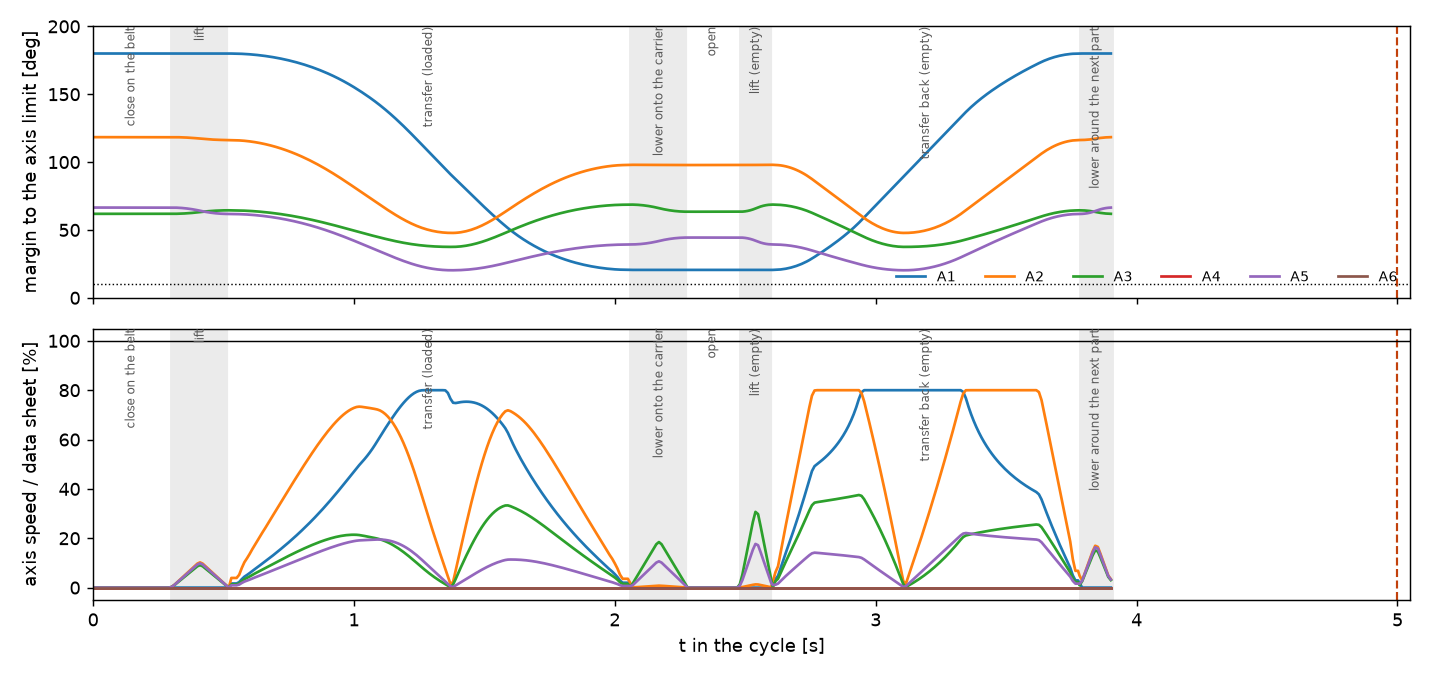 margin to the axis limit [deg]
200
150
100
50
0
close on the belt
lift
transfer (loaded)
lower onto the carrier
open
lift (empty)
transfer back (empty)
lower around the next part
A1 A2 A3 A4 A5 A6
axis speed / data sheet [%]
100
80
60
40
20
0
close on the belt
lift
transfer (loaded)
lower onto the carrier
open
lift (empty)
transfer back (empty)
lower around the next part
0 1 2 3 4 5
t in the cycle [s]